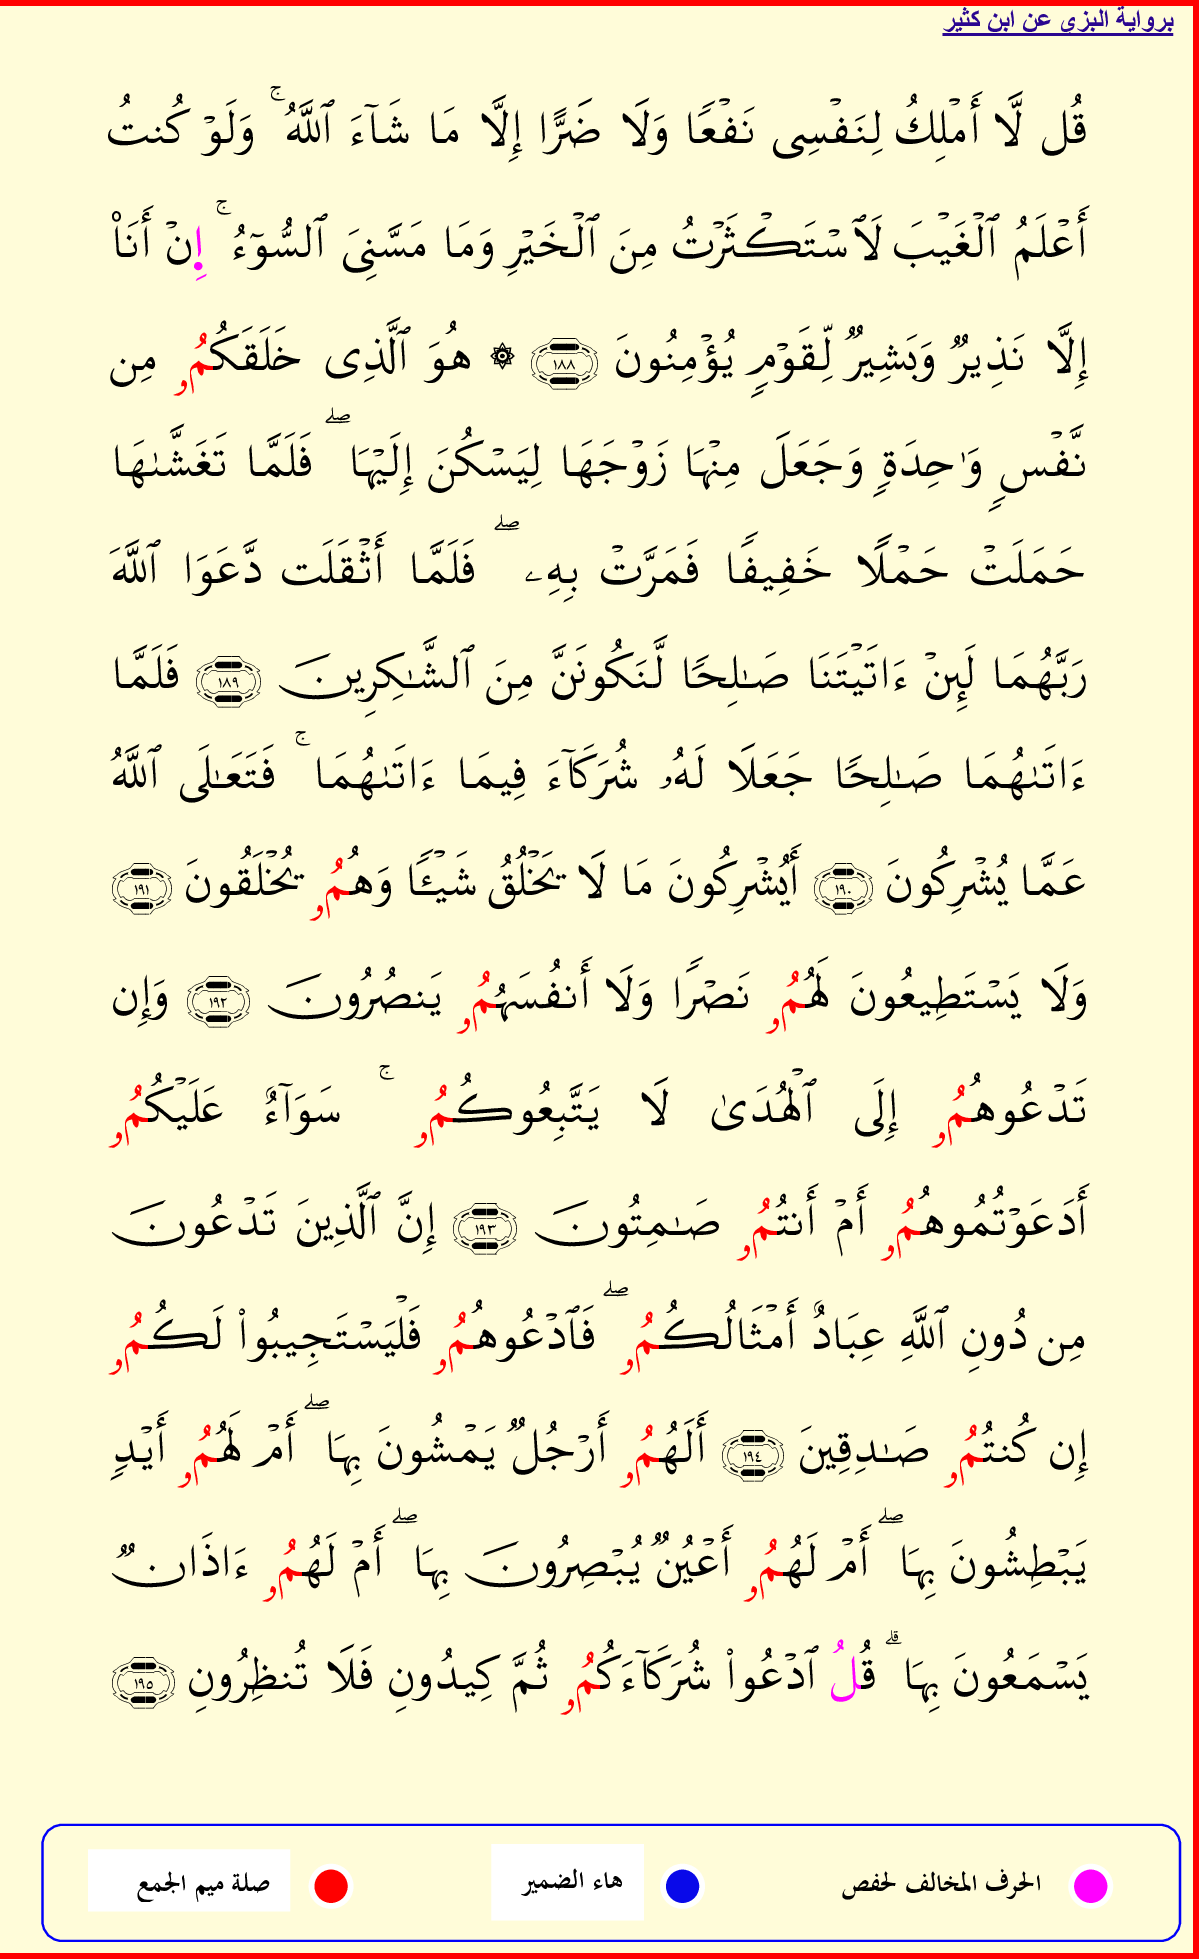 برواية البزي عن ابن كثير
قُل لَّا أَمْلِكُ لِنَفْسِى نَفْعًا وَلَا ضَرًّا إِلَّا مَا شَآءَ ٱللَّهُ ۚ وَلَوْ كُنتُ
أَعْلَمُ ٱلْغَيْبَ لَٱسْتَكْثَرْتُ مِنَ ٱلْخَيْرِ وَمَا مَسَّنِىَ ٱلسُّوٓءُ ۚ إِنْ أَنَا۠
إِلَّا نَذِيرٌ وَبَشِيرٌ لِّقَوْمٍ يُؤْمِنُونَ ١٨٨ ۞ هُوَ ٱلَّذِى خَلَقَكُمُۥ مِن
نَّفْسٍ وَٰحِدَةٍ وَجَعَلَ مِنْهَا زَوْجَهَا لِيَسْكُنَ إِلَيْهَا ۖ فَلَمَّا تَغَشَّىٰهَا
حَمَلَتْ حَمْلًا خَفِيفًا فَمَرَّتْ بِهِۦ ۖ فَلَمَّا أَثْقَلَت دَّعَوَا ٱللَّهَ
رَبَّهُمَا لَئِنْ ءَاتَيْتَنَا صَـٰلِحًا لَّنَكُونَنَّ مِنَ ٱلشَّـٰكِرِينَ ١٨٩ فَلَمَّا
ءَاتَىٰهُمَا صَـٰلِحًا جَعَلَا لَهُۥ شُرَكَآءَ فِيمَا ءَاتَىٰهُمَا ۚ فَتَعَـٰلَى ٱللَّهُ
عَمَّا يُشْرِكُونَ ١٩٠ أَيُشْرِكُونَ مَا لَا يَخْلُقُ شَيْـًٔا وَهُمُۥ يُخْلَقُونَ ١٩١
وَلَا يَسْتَطِيعُونَ لَهُمُۥ نَصْرًا وَلَا أَنفُسَهُمُۥ يَنصُرُونَ ١٩٢ وَإِن
تَدْعُوهُمُۥ إِلَى ٱلْهُدَىٰ لَا يَتَّبِعُوكُمُۥ ۚ سَوَآءٌ عَلَيْكُمُۥ
أَدَعَوْتُمُوهُمُۥ أَمْ أَنتُمُۥ صَـٰمِتُونَ ١٩٣ إِنَّ ٱلَّذِينَ تَدْعُونَ
مِن دُونِ ٱللَّهِ عِبَادٌ أَمْثَالُكُمُۥ ۖ فَٱدْعُوهُمُۥ فَلْيَسْتَجِيبُوا۟ لَكُمُۥ
إِن كُنتُمُۥ صَـٰدِقِينَ ١٩٤ أَلَهُمُۥ أَرْجُلٌ يَمْشُونَ بِهَا ۖ أَمْ لَهُمُۥ أَيْدٍ
يَبْطِشُونَ بِهَا ۖ أَمْ لَهُمُۥ أَعْيُنٌ يُبْصِرُونَ بِهَا ۖ أَمْ لَهُمُۥ ءَاذَانٌ
يَسْمَعُونَ بِهَا ۗ قُلُ ٱدْعُوا۟ شُرَكَآءَكُمُۥ ثُمَّ كِيدُونِ فَلَا تُنظِرُونِ ١٩٥
الحرف المخالف لحفص
هاء الضمير
صلة ميم الجمع